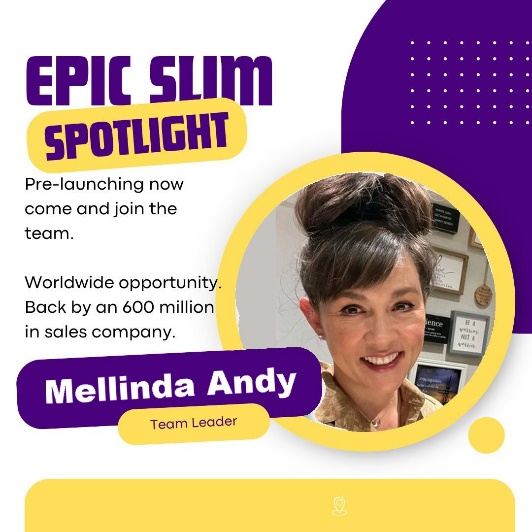 EPIC SLIM
SPOTLIGHT
Pre-launching now
come and join the
team.
Worldwide opportunity.
Back by an 600 million
in sales company.
Mellinda Andy
Team Leader